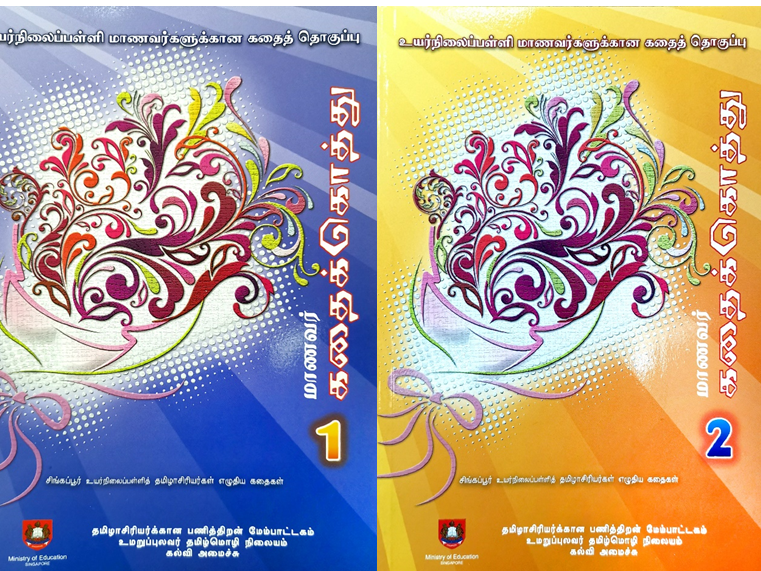 உயர்நிலைப்பள்ளி மாணவர்களுக்கான கதைத் தொகுப்பு
மாணவர்
கதைக்கொத்து
1
சிங்கப்பூர் உயர்நிலைப்பள்ளித் தமிழாசிரியர்கள் எழுதிய கதைகள்
Ministry of Education
SINGAPORE
தமிழாசிரியர்க்கான பணித்திறன் மேம்பாட்டகம்
உமறுப்புலவர் தமிழ்மொழி நிலையம்
கல்வி அமைச்சு
உயர்நிலைப்பள்ளி மாணவர்களுக்கான கதைத் தொகுப்பு
மாணவர்
கதைக்கொத்து
2
சிங்கப்பூர் உயர்நிலைப்பள்ளித் தமிழாசிரியர்கள் எழுதிய கதைகள்
Ministry of Education
SINGAPORE
தமிழாசிரியர்க்கான பணித்திறன் மேம்பாட்டகம்
உமறுப்புலவர் தமிழ்மொழி நிலையம்
கல்வி அமைச்சு